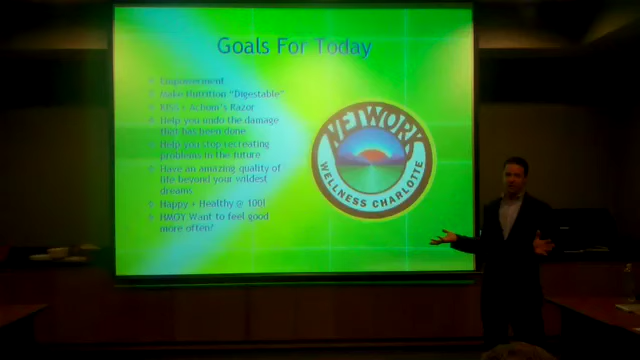 Goals For Today
Empowerment
Make Nutrition "Digestable"
KISS + Achom's Razor
Help you undo the damage
that has been done
Help you stop recreating
problems in the future
Have an amazing quality of
life beyond your wildest
dreams
Happy + Healthy @ 100!
HMOY Want to feel good
more often?
NETWORK
WELLNESS CHARLOTTE